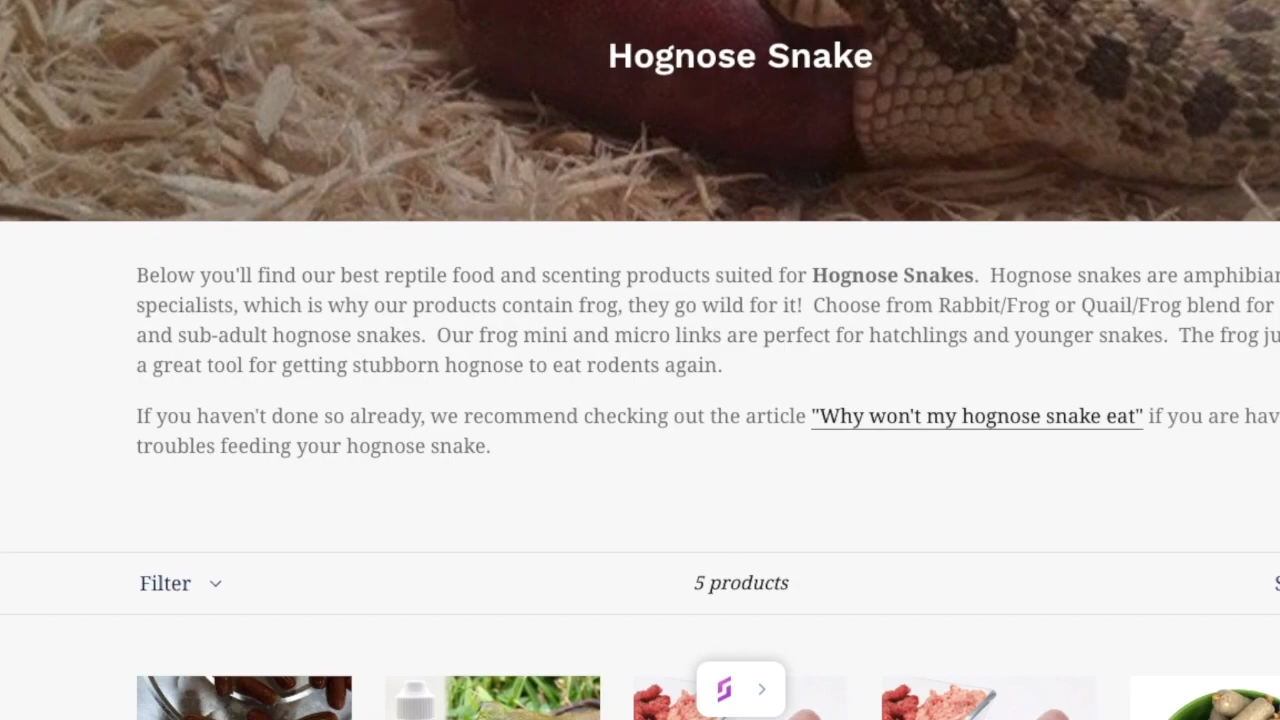 Hognose Snake
Below you'll find our best reptile food and scenting products suited for Hognose Snakes.  Hognose snakes are
specialists, which is why our products contain frog, they go wild for it!  Choose from Rabbit/Frog or Quail/Frog blend for
and sub-adult hognose snakes.  Our frog mini and micro links are perfect for hatchlings and younger snakes.  The frog
a great tool for getting stubborn hognose to eat rodents again.
If you haven't done so already, we recommend checking out the article "Why won't my hognose snake eat" if you are
troubles feeding your hognose snake.
Filter
5 products